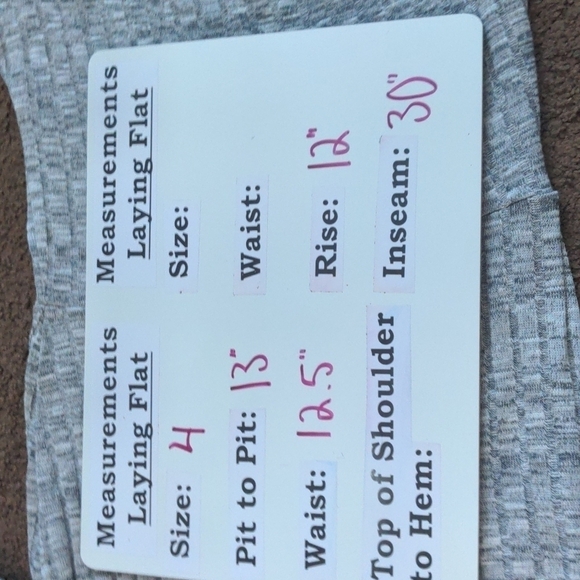 Measurements
Laying Flat
Size: 4
Pit to Pit: 13"
Waist: 12.5"
Top of Shoulder
to Hem:
Measurements
Laying Flat
Size:
Waist:
Rise: 12"
Inseam: 30"